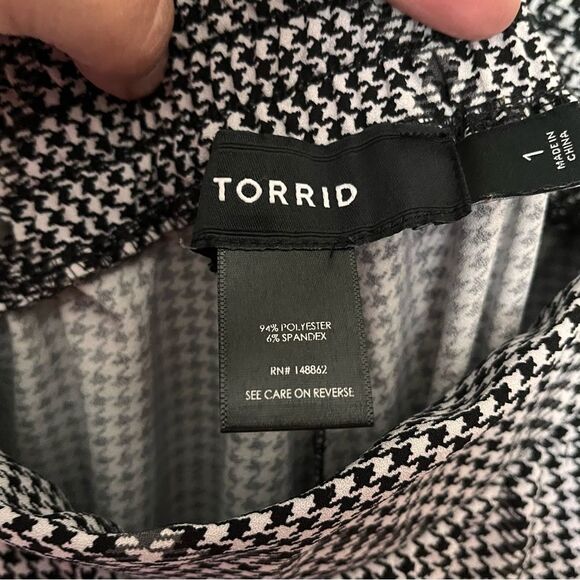 TORRID
1
MADE IN
CHINA
94% POLYESTER
6% SPANDEX
RN# 148862
SEE CARE ON REVERSE